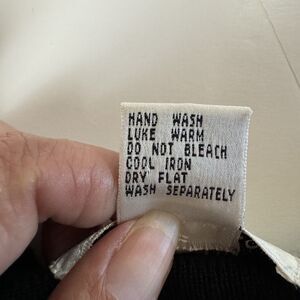 HAND WASH
LUKE WARM
DO NOT BLEACH
COOL IRON
DRY FLAT
WASH SEPARATELY